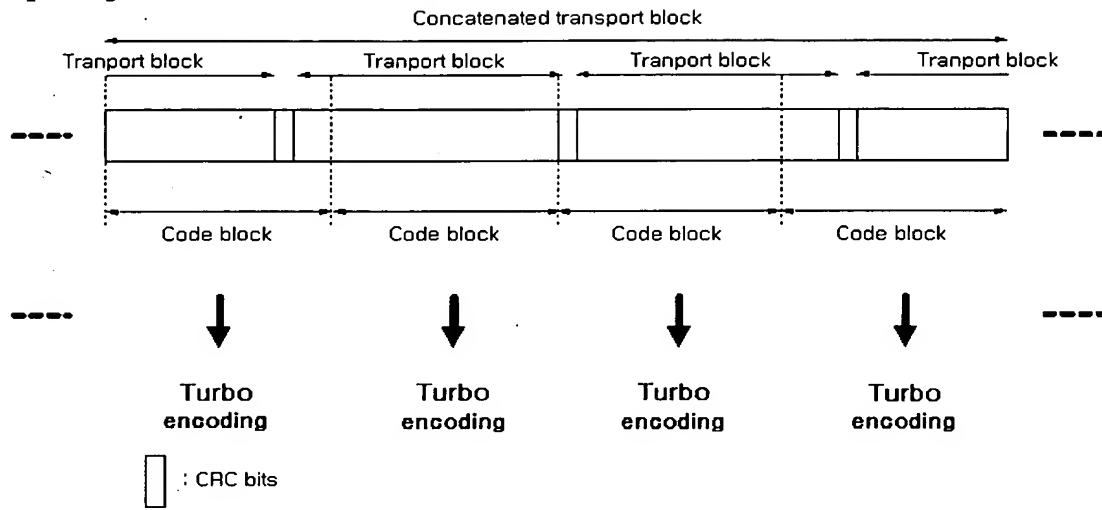 Concatenated transport block
Tranport block Tranport block Tranport block Tranport block
Code block Code block Code block Code block
Turbo encoding Turbo encoding Turbo encoding Turbo encoding
: CRC bits